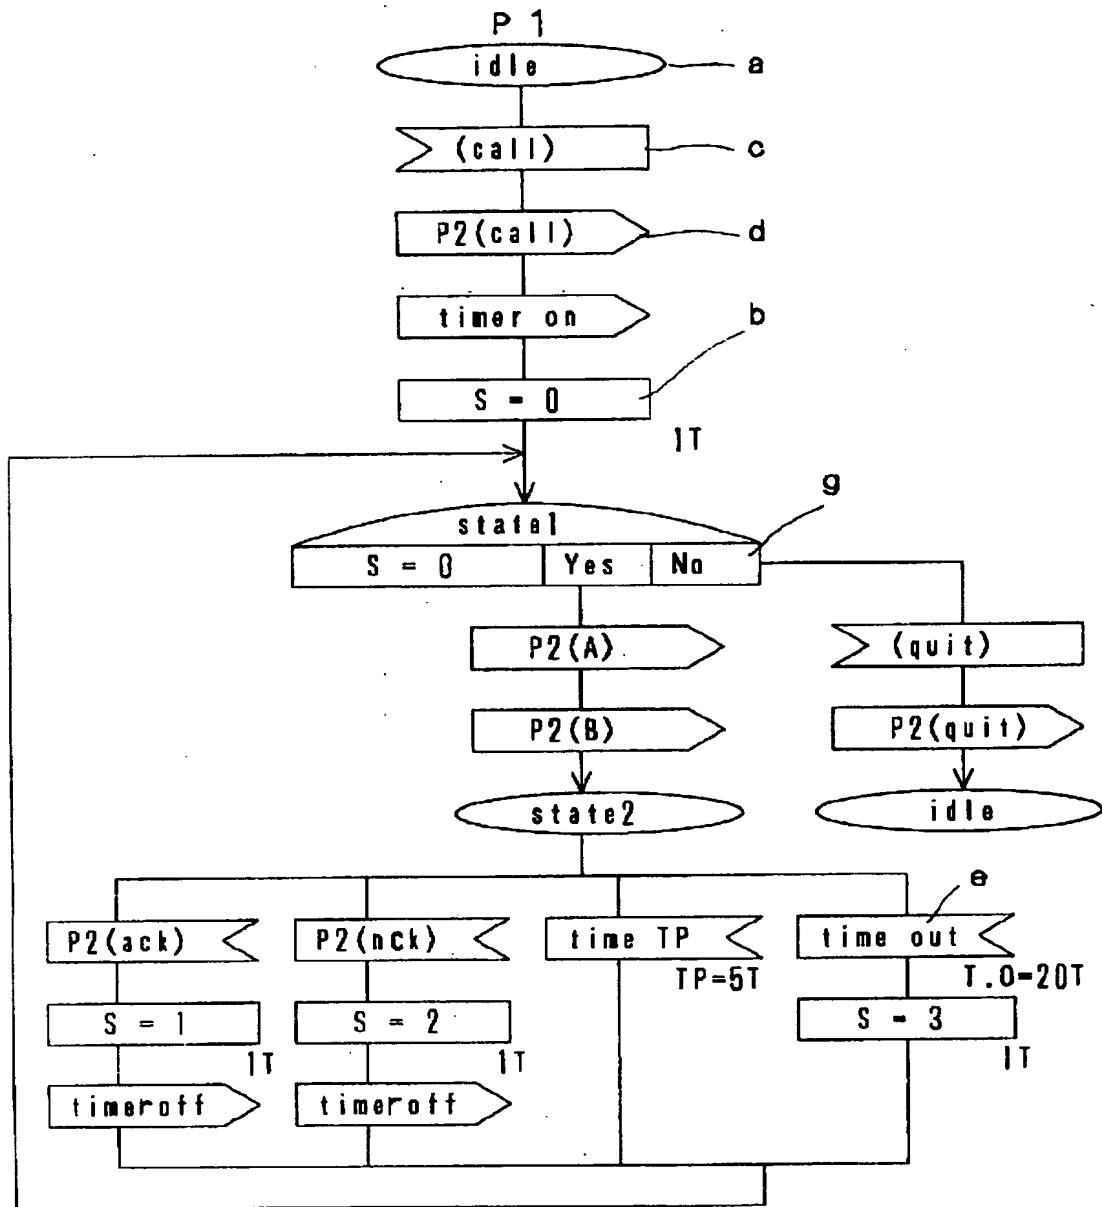 P 1
idle
a
(call)
c
P2(call)
d
timer on
b
S = 0
1T
g
state1
S = 0
Yes
No
P2(A)
(quit)
P2(B)
P2(quit)
state2
idle
e
P2(ack)
P2(nck)
time TP
time out
TP=5T
T.O=20T
S = 1
S = 2
S = 3
1T
1T
1T
timeroff
timeroff